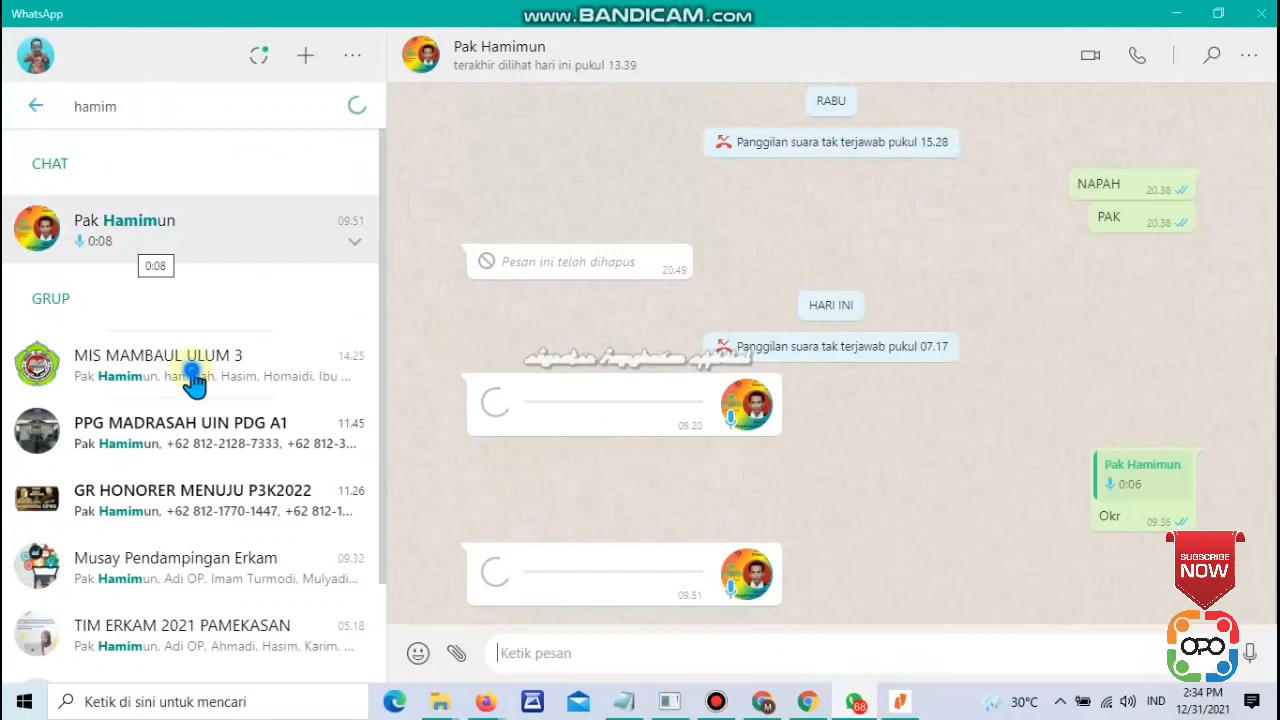 WhatsApp
www.BANDICAM.com
Pak Hamimun
terakhir dilihat hari ini pukul 13.39
hamim
CHAT
Pak Hamimun
09.51
0:08
0:08
GRUP
MIS MAMBAUL ULUM 3
14.25
Pak Hamimun, ham, Hasim, Homaidi, Ibu ...
PPG MADRASAH UIN PDG A1
11.45
Pak Hamimun, +62 812-2128-7333, +62 812-3...
GR HONORER MENUJU P3K2022
11.26
Pak Hamimun, +62 812-1770-1447, +62 812-1...
Musay Pendampingan Erkam
09.32
Pak Hamimun, Adi OP, Imam Turmodi, Mulyadi...
TIM ERKAM 2021 PAMEKASAN
05.18
Pak Hamimun, Adi OP, Ahmadi, Hasim, Karim, ...
RABU
Panggilan suara tak terjawab pukul 15.28
NAPAH
20.38
PAK
20.38
Pesan ini telah dihapus
20.49
HARI INI
Panggilan suara tak terjawab pukul 07.17
09.20
Pak Hamimun
0:06
Okr
09.36
09.51
SUBSCRIBE
NOW
OPO
Ketik pesan
Ketik di sini untuk mencari
68
30°C
IND
2:34 PM
12/31/2021